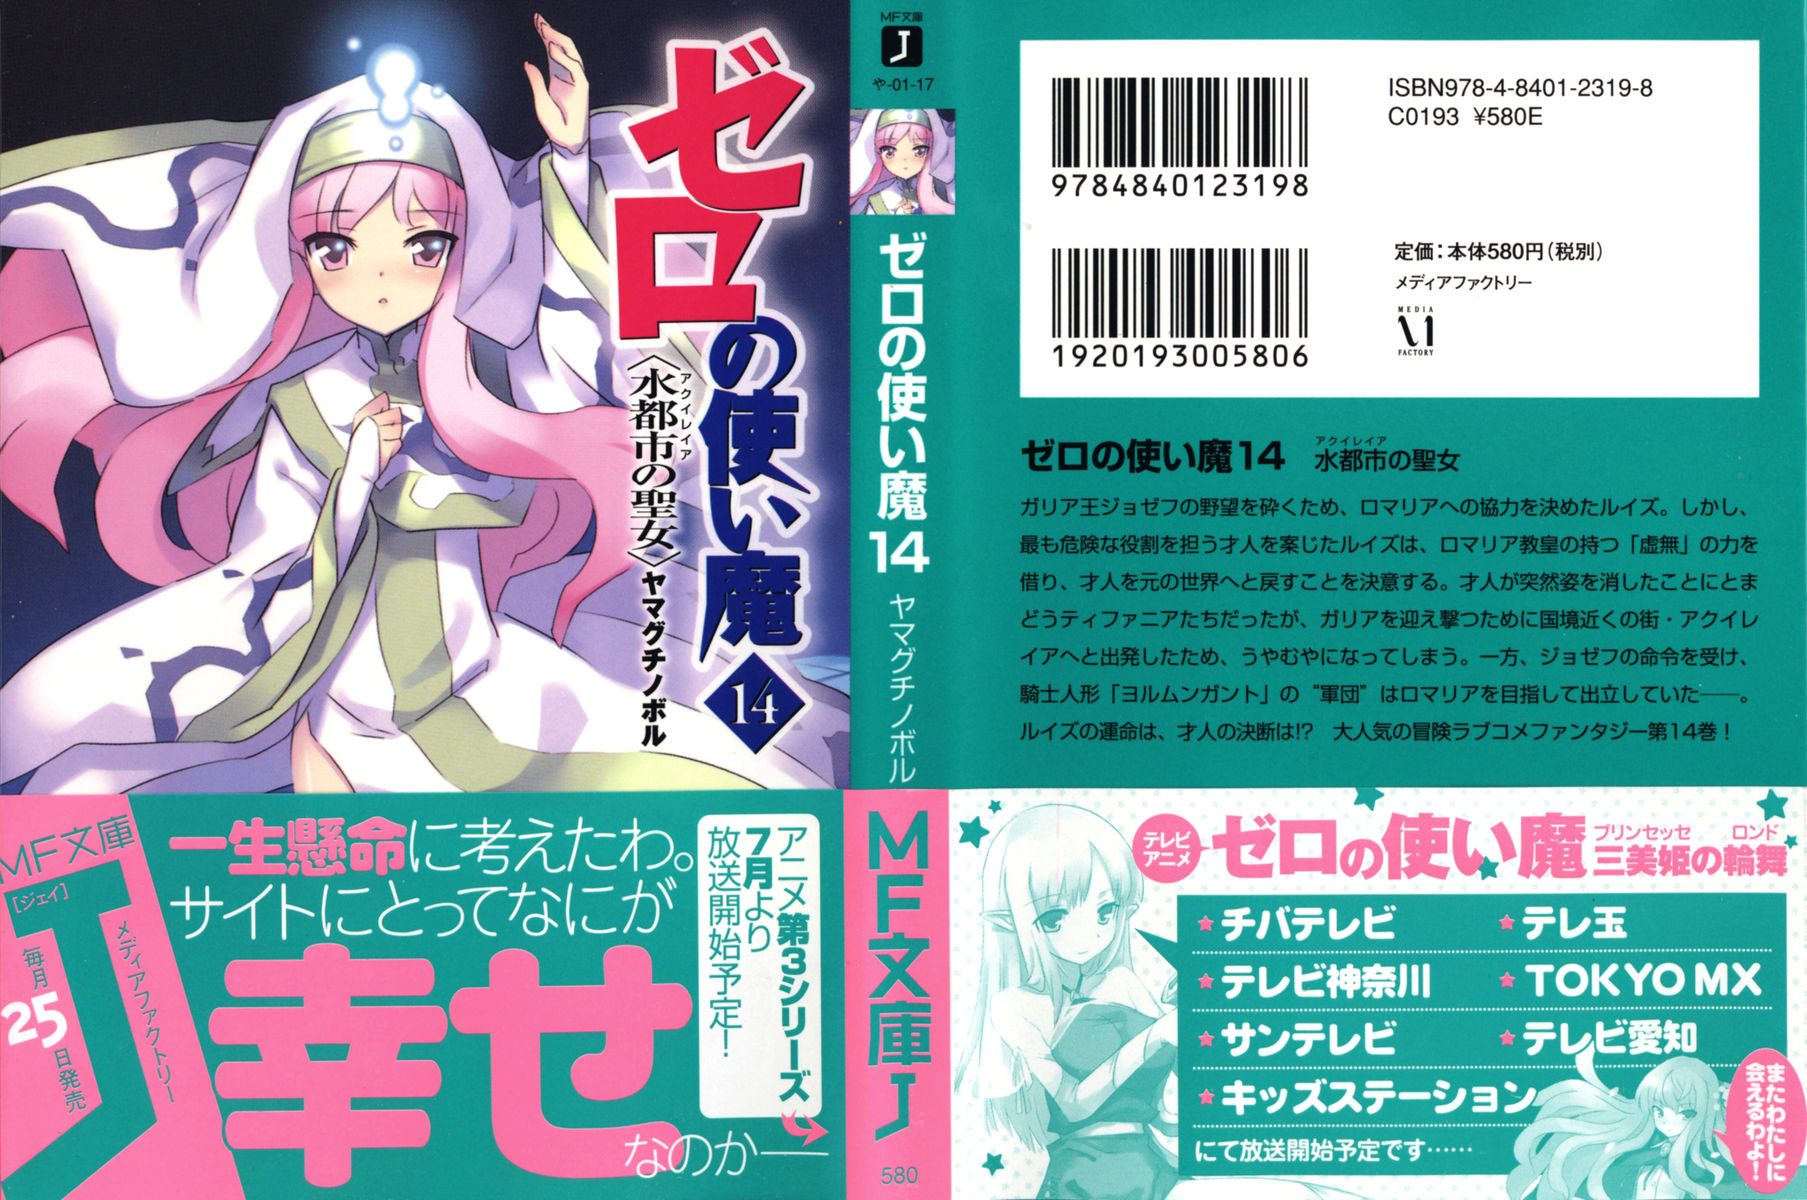 ゼロの使い魔
アクイレイア
〈水都市の聖女〉
ヤマグチノボル
14
MF文庫
J
[ジェイ]
メディアファクトリー
毎月25日発売
一生懸命に考えたわ。
サイトにとってなにが
幸せ
なのか──
アニメ第3シリーズ
7月より
放送開始予定!
MF文庫
J
や-01-17
ゼロの使い魔
14
ヤマグチノボル
MF文庫J
580
ISBN978-4-8401-2319-8
C0193 ¥580E
9784840123198
1920193005806
定価:本体580円(税別)
メディアファクトリー
MEDIA
FACTORY
アクイレイア
ゼロの使い魔14 水都市の聖女
ガリア王ジョゼフの野望を砕くため、ロマリアへの協力を決めたルイズ。しかし、
最も危険な役割を担う才人を案じたルイズは、ロマリア教皇の持つ「虚無」の力を
借り、才人を元の世界へと戻すことを決意する。才人が突然姿を消したことにとま
どうティファニアたちだったが、ガリアを迎え撃つために国境近くの街・アクイレ
イアへと出発したため、うやむやになってしまう。一方、ジョゼフの命令を受け、
騎士人形「ヨルムンガント」の“軍団”はロマリアを目指して出立していた──。
ルイズの運命は、才人の決断は!? 大人気の冒険ラブコメファンタジー第14巻!
テレビ
アニメ
ゼロの使い魔
プリンセッセ ロンド
三美姫の輪舞
★チバテレビ ★テレ玉
★テレビ神奈川 ★TOKYO MX
★サンテレビ ★テレビ愛知
★キッズステーション
にて放送開始予定です……
またわたしに
会えるわよ!